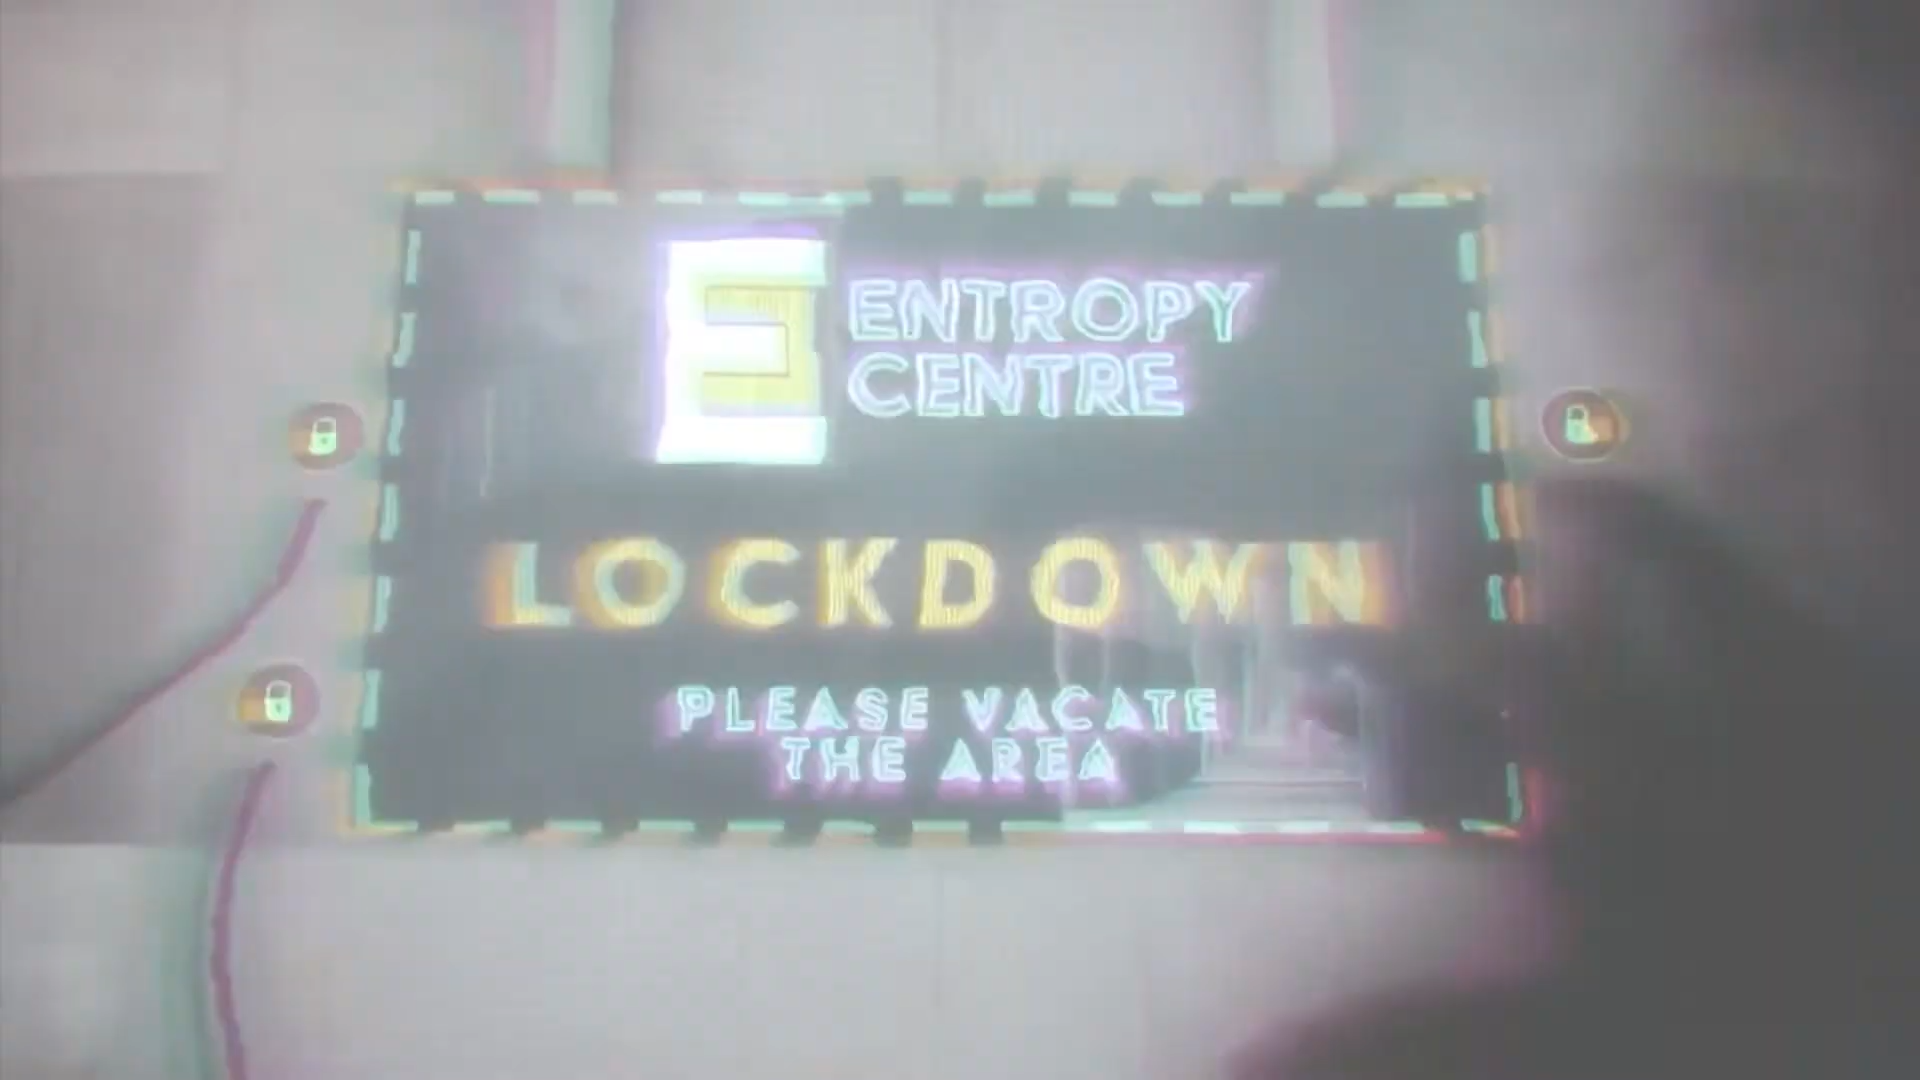 ENTROPY
CENTRE
LOCKDOWN
PLEASE VACATE
THE AREA